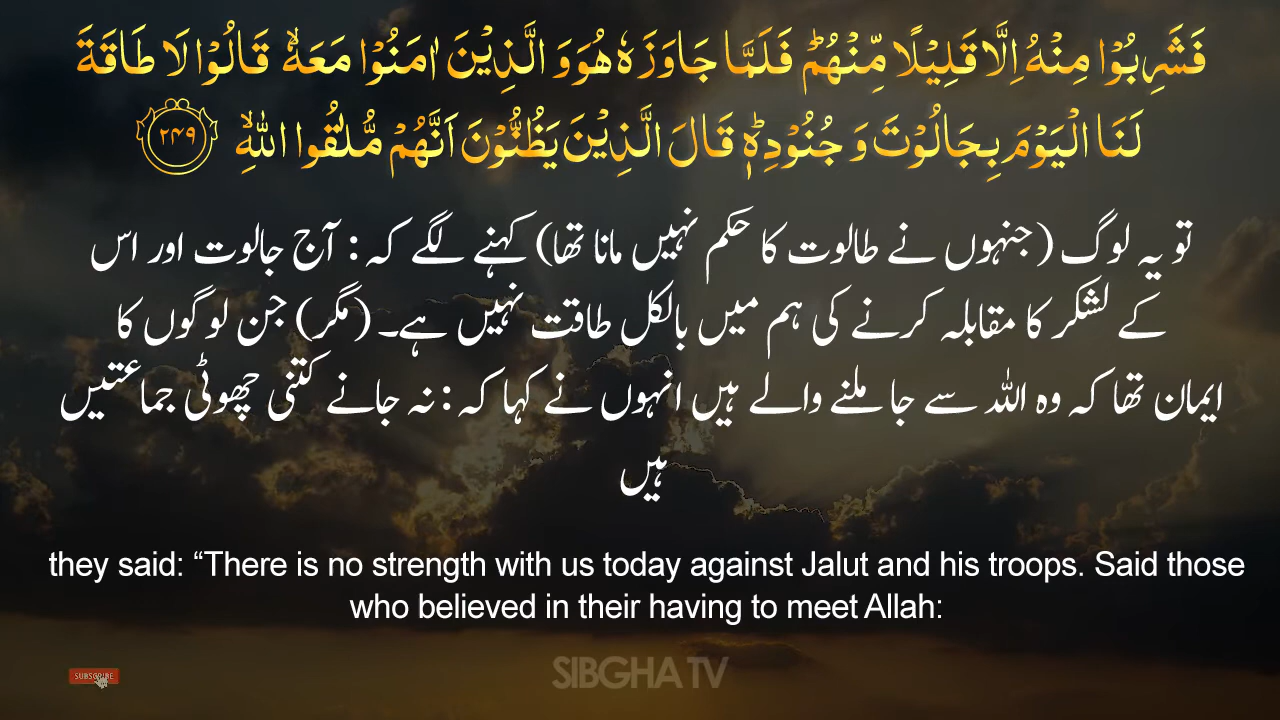 فَشَرِبُوْا مِنْهُ اِلَّا قَلِيْلًا مِّنْهُمْؕ فَلَمَّا جَاوَزَهٗ هُوَ وَ الَّذِيْنَ اٰمَنُوْا مَعَهٗۙ قَالُوْا لَا طَاقَةَ
لَنَا الْيَوْمَ بِجَالُوْتَ وَ جُنُوْدِهٖؕ قَالَ الَّذِيْنَ يَظُنُّوْنَ اَنَّهُمْ مُّلٰقُوا اللّٰهِۙ ۲۴۹
تو یہ لوگ (جنہوں نے طالوت کا حکم نہیں مانا تھا) کہنے لگے کہ: آج جالوت اور اس
کے لشکر کا مقابلہ کرنے کی ہم میں بالکل طاقت نہیں ہے۔ (مگر) جن لوگوں کا
ایمان تھا کہ وہ اللہ سے جا ملنے والے ہیں انہوں نے کہا کہ: نہ جانے کتنی چھوٹی جماعتیں
ہیں
they said: “There is no strength with us today against Jalut and his troops. Said those
who believed in their having to meet Allah:
SUBSCRIBE
SIBGHA TV